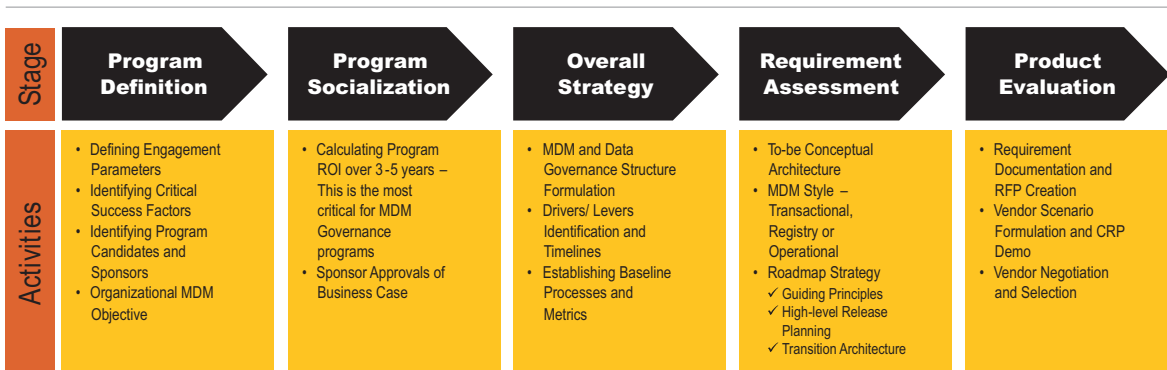 Stage
Program
Definition
Program
Socialization
Overall
Strategy
Requirement
Assessment
Product
Evaluation
Activities
• Defining Engagement
Parameters
• Identifying Critical
Success Factors
• Identifying Program
Candidates and
Sponsors
• Organizational MDM
Objective
• Calculating Program
ROI over 3-5 years –
This is the most
critical for MDM
Governance
programs
• Sponsor Approvals of
Business Case
• MDM and Data
Governance Structure
Formulation
• Drivers/ Levers
Identification and
Timelines
• Establishing Baseline
Processes and
Metrics
• To-be Conceptual
Architecture
• MDM Style –
Transactional,
Registry or
Operational
• Roadmap Strategy
✓ Guiding Principles
✓ High-level Release
Planning
✓ Transition Architecture
• Requirement
Documentation and
RFP Creation
• Vendor Scenario
Formulation and CRP
Demo
• Vendor Negotiation
and Selection